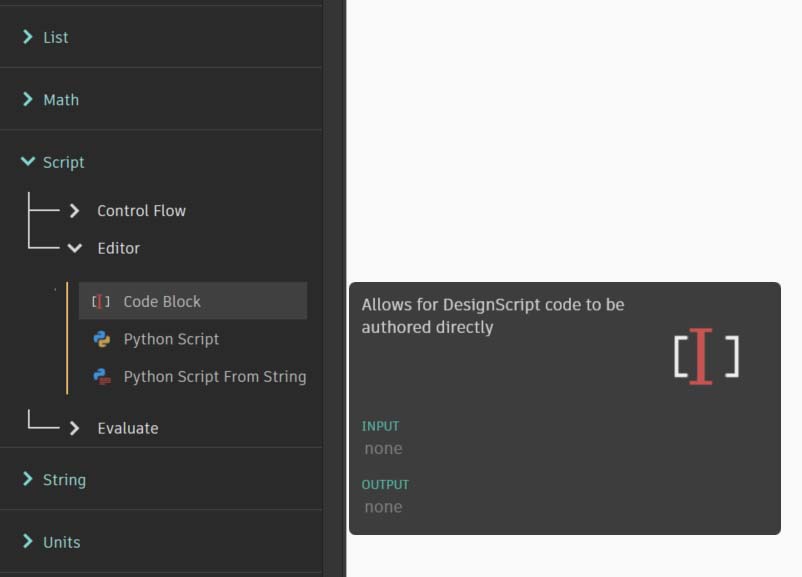 List
Math
Script
Control Flow
Editor
Code Block
Python Script
Python Script From String
Evaluate
String
Units
Allows for DesignScript code to be
authored directly
INPUT
none
OUTPUT
none